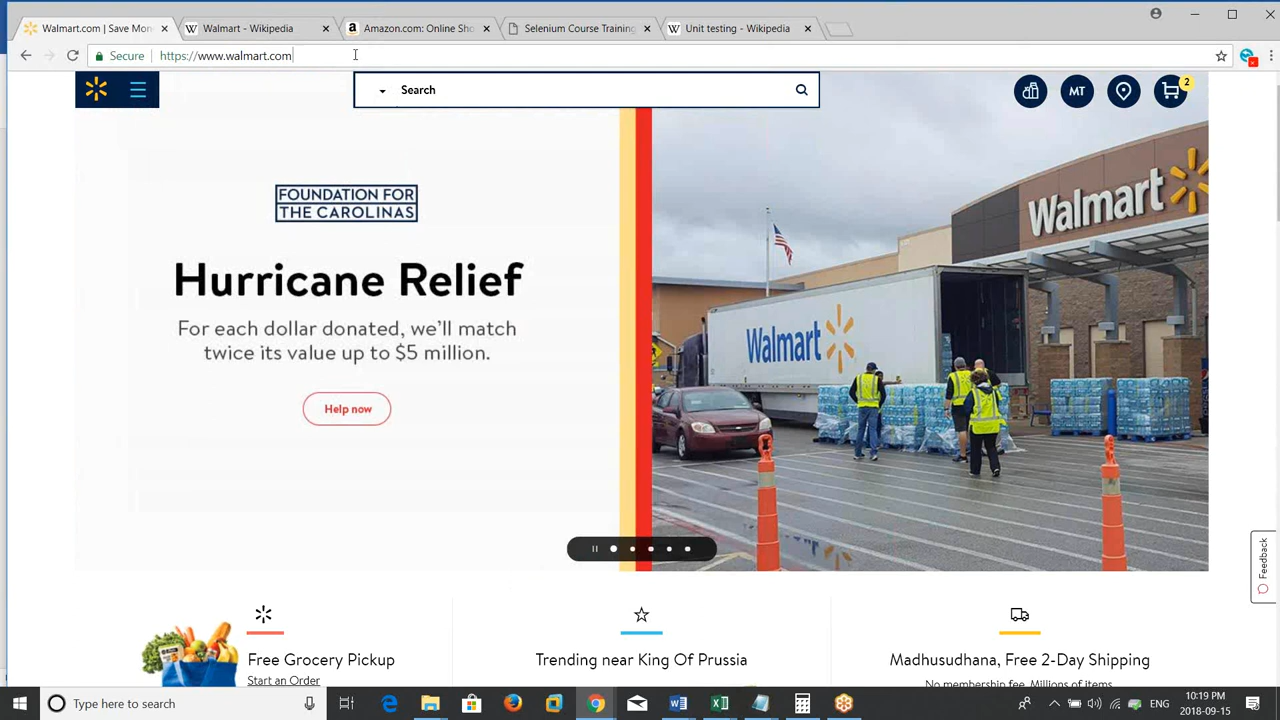 Walmart.com | Save Mon
Walmart - Wikipedia
Amazon.com: Online Sho
Selenium Course Training
Unit testing - Wikipedia
Secure
https://www.walmart.com
Search
MT
2
FOUNDATION FOR
THE CAROLINAS
Hurricane Relief
For each dollar donated, we'll match
twice its value up to $5 million.
Help now
Walmart
Walmart
Feedback
Free Grocery Pickup
Start an Order
Trending near King Of Prussia
Madhusudhana, Free 2-Day Shipping
No membership fee. Millions of items.
Type here to search
ENG
10:19 PM
2018-09-15